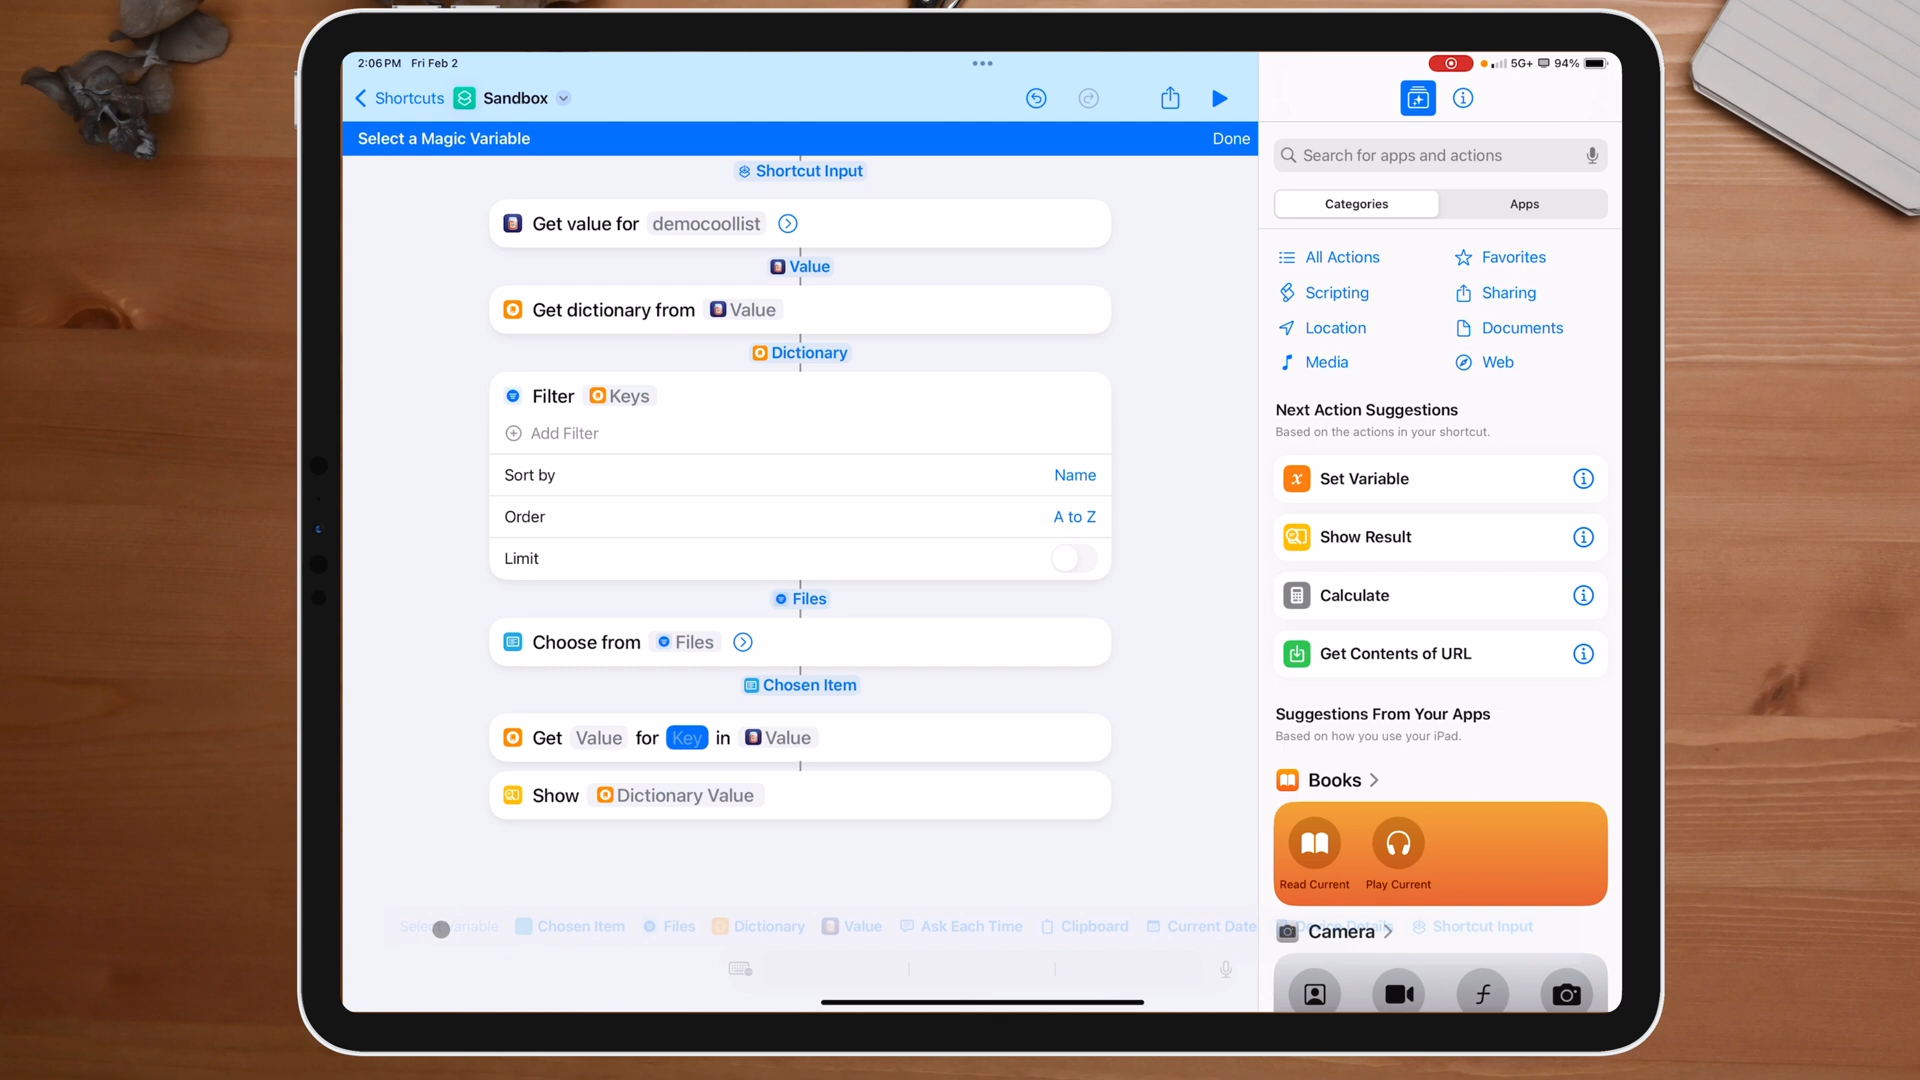 2:06 PM Fri Feb 2
5G+ 94%
Shortcuts Sandbox
Select a Magic Variable Done
Shortcut Input
Get value for democoollist
Value
Get dictionary from Value
Dictionary
Filter Keys
Add Filter
Sort by Name
Order A to Z
Limit
Files
Choose from Files
Chosen Item
Get Value for Key in Value
Show Dictionary Value
Select Variable Chosen Item Files Dictionary Value Ask Each Time Clipboard Current Date Device Details Shortcut Input
Search for apps and actions
Categories Apps
All Actions Favorites
Scripting Sharing
Location Documents
Media Web
Next Action Suggestions
Based on the actions in your shortcut.
Set Variable
Show Result
Calculate
Get Contents of URL
Suggestions From Your Apps
Based on how you use your iPad.
Books
Read Current Play Current
Camera